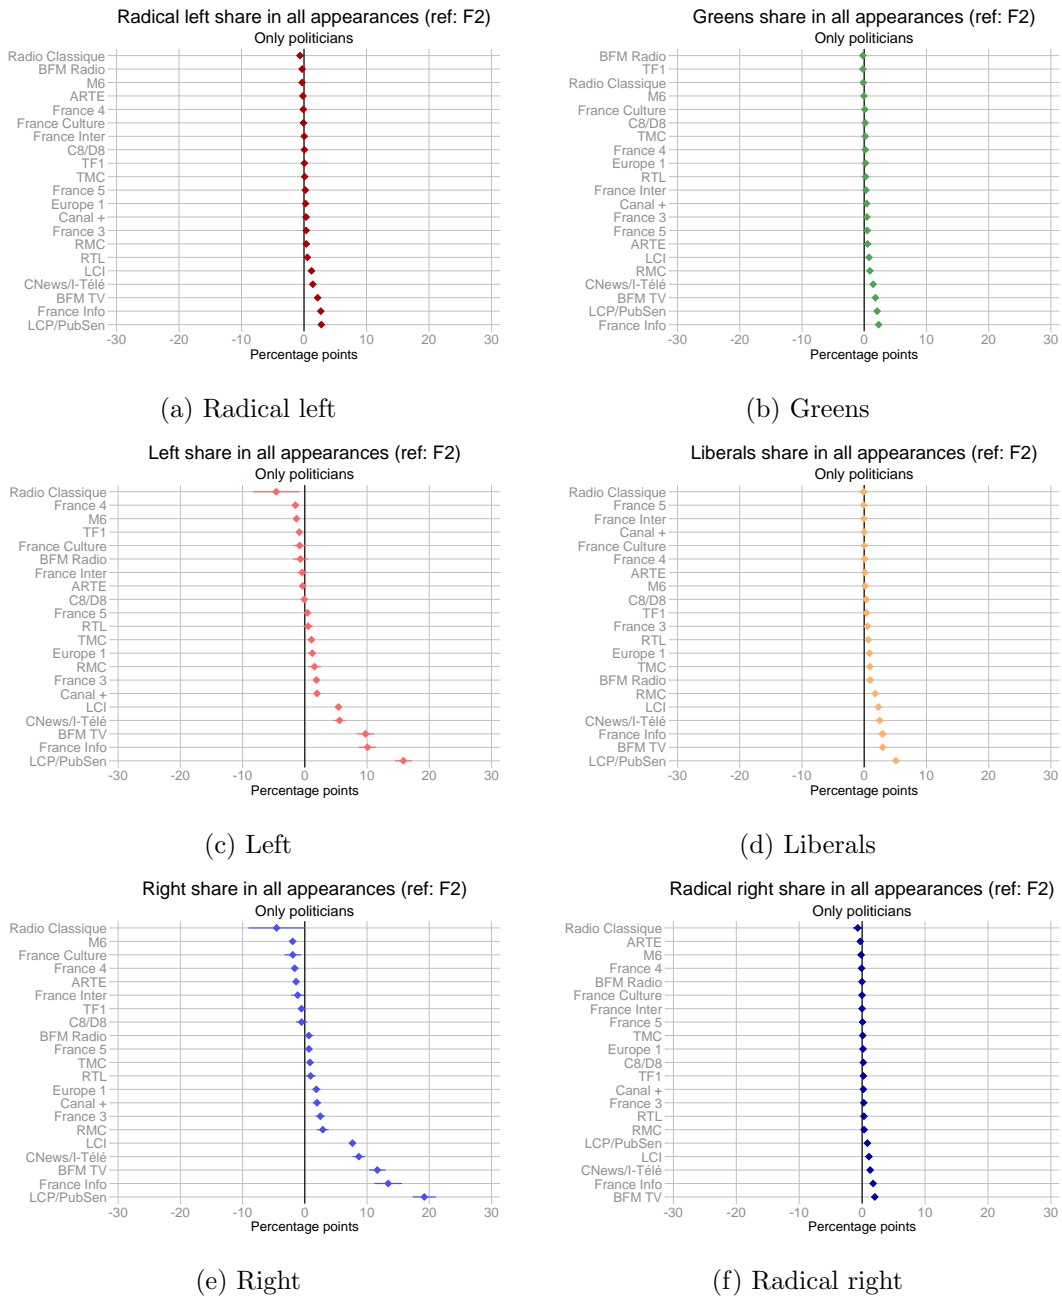 Radical left share in all appearances (ref: F2)
Only politicians
Radio Classique
BFM Radio
M6
ARTE
France 4
France Culture
France Inter
C8/D8
TF1
TMC
France 5
Europe 1
Canal +
France 3
RMC
RTL
LCI
CNews/I-Télé
BFM TV
France Info
LCP/PubSen
-30 -20 -10 0 10 20 30
Percentage points
(a) Radical left
Greens share in all appearances (ref: F2)
Only politicians
BFM Radio
TF1
Radio Classique
M6
France Culture
C8/D8
TMC
France 4
Europe 1
RTL
France Inter
Canal +
France 3
France 5
ARTE
LCI
RMC
CNews/I-Télé
BFM TV
LCP/PubSen
France Info
-30 -20 -10 0 10 20 30
Percentage points
(b) Greens
Left share in all appearances (ref: F2)
Only politicians
Radio Classique
France 4
M6
TF1
France Culture
BFM Radio
France Inter
ARTE
C8/D8
France 5
RTL
TMC
Europe 1
RMC
France 3
Canal +
LCI
CNews/I-Télé
BFM TV
France Info
LCP/PubSen
-30 -20 -10 0 10 20 30
Percentage points
(c) Left
Liberals share in all appearances (ref: F2)
Only politicians
Radio Classique
France 5
France Inter
Canal +
France Culture
France 4
ARTE
M6
C8/D8
TF1
France 3
RTL
Europe 1
TMC
BFM Radio
RMC
LCI
CNews/I-Télé
France Info
BFM TV
LCP/PubSen
-30 -20 -10 0 10 20 30
Percentage points
(d) Liberals
Right share in all appearances (ref: F2)
Only politicians
Radio Classique
M6
France Culture
France 4
ARTE
France Inter
TF1
C8/D8
BFM Radio
France 5
TMC
RTL
Europe 1
Canal +
France 3
RMC
LCI
CNews/I-Télé
BFM TV
France Info
LCP/PubSen
-30 -20 -10 0 10 20 30
Percentage points
(e) Right
Radical right share in all appearances (ref: F2)
Only politicians
Radio Classique
ARTE
M6
France 4
BFM Radio
France Culture
France Inter
France 5
TMC
Europe 1
C8/D8
TF1
Canal +
France 3
RTL
RMC
LCP/PubSen
LCI
CNews/I-Télé
France Info
BFM TV
-30 -20 -10 0 10 20 30
Percentage points
(f) Radical right